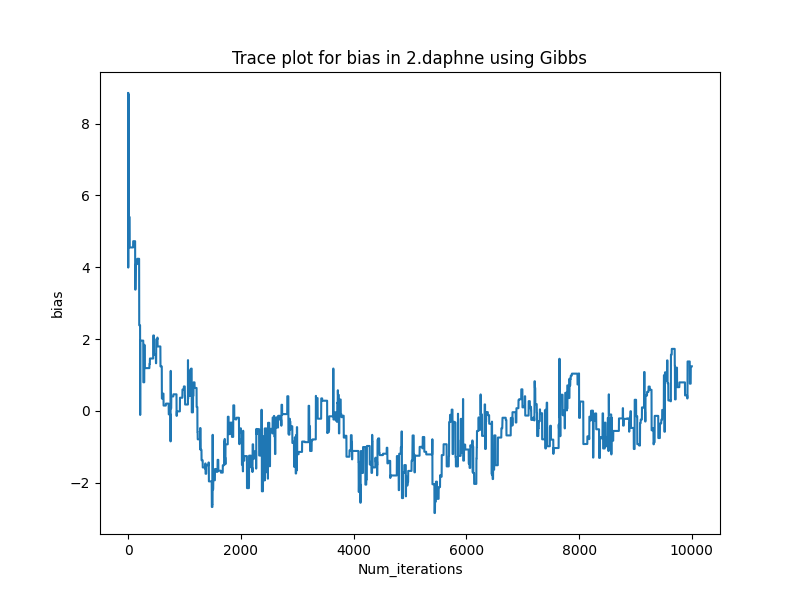 Trace plot for bias in 2.daphne using Gibbs
8
6
4
2
0
−2
bias
0 2000 4000 6000 8000 10000
Num_iterations